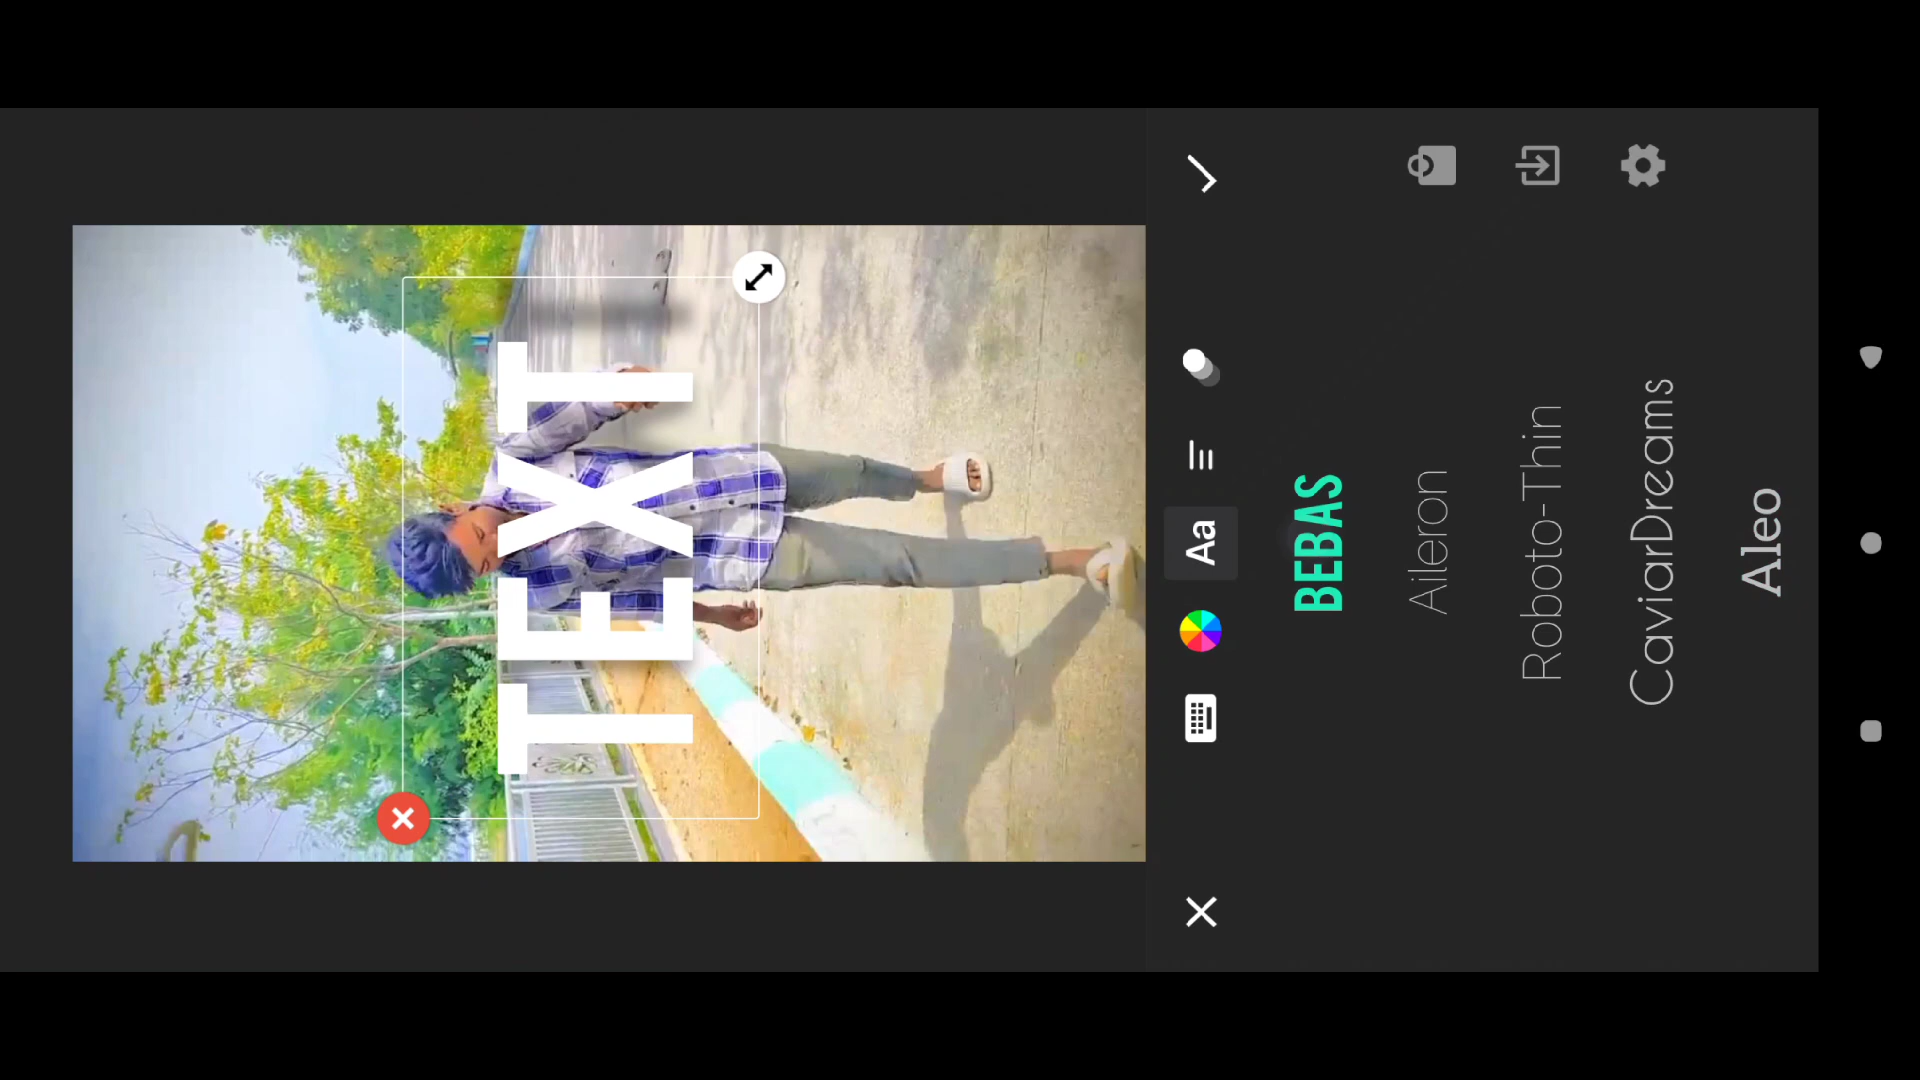 TEXT
Aa
BEBAS
Aileron
Roboto-Thin
CaviarDreams
Aleo